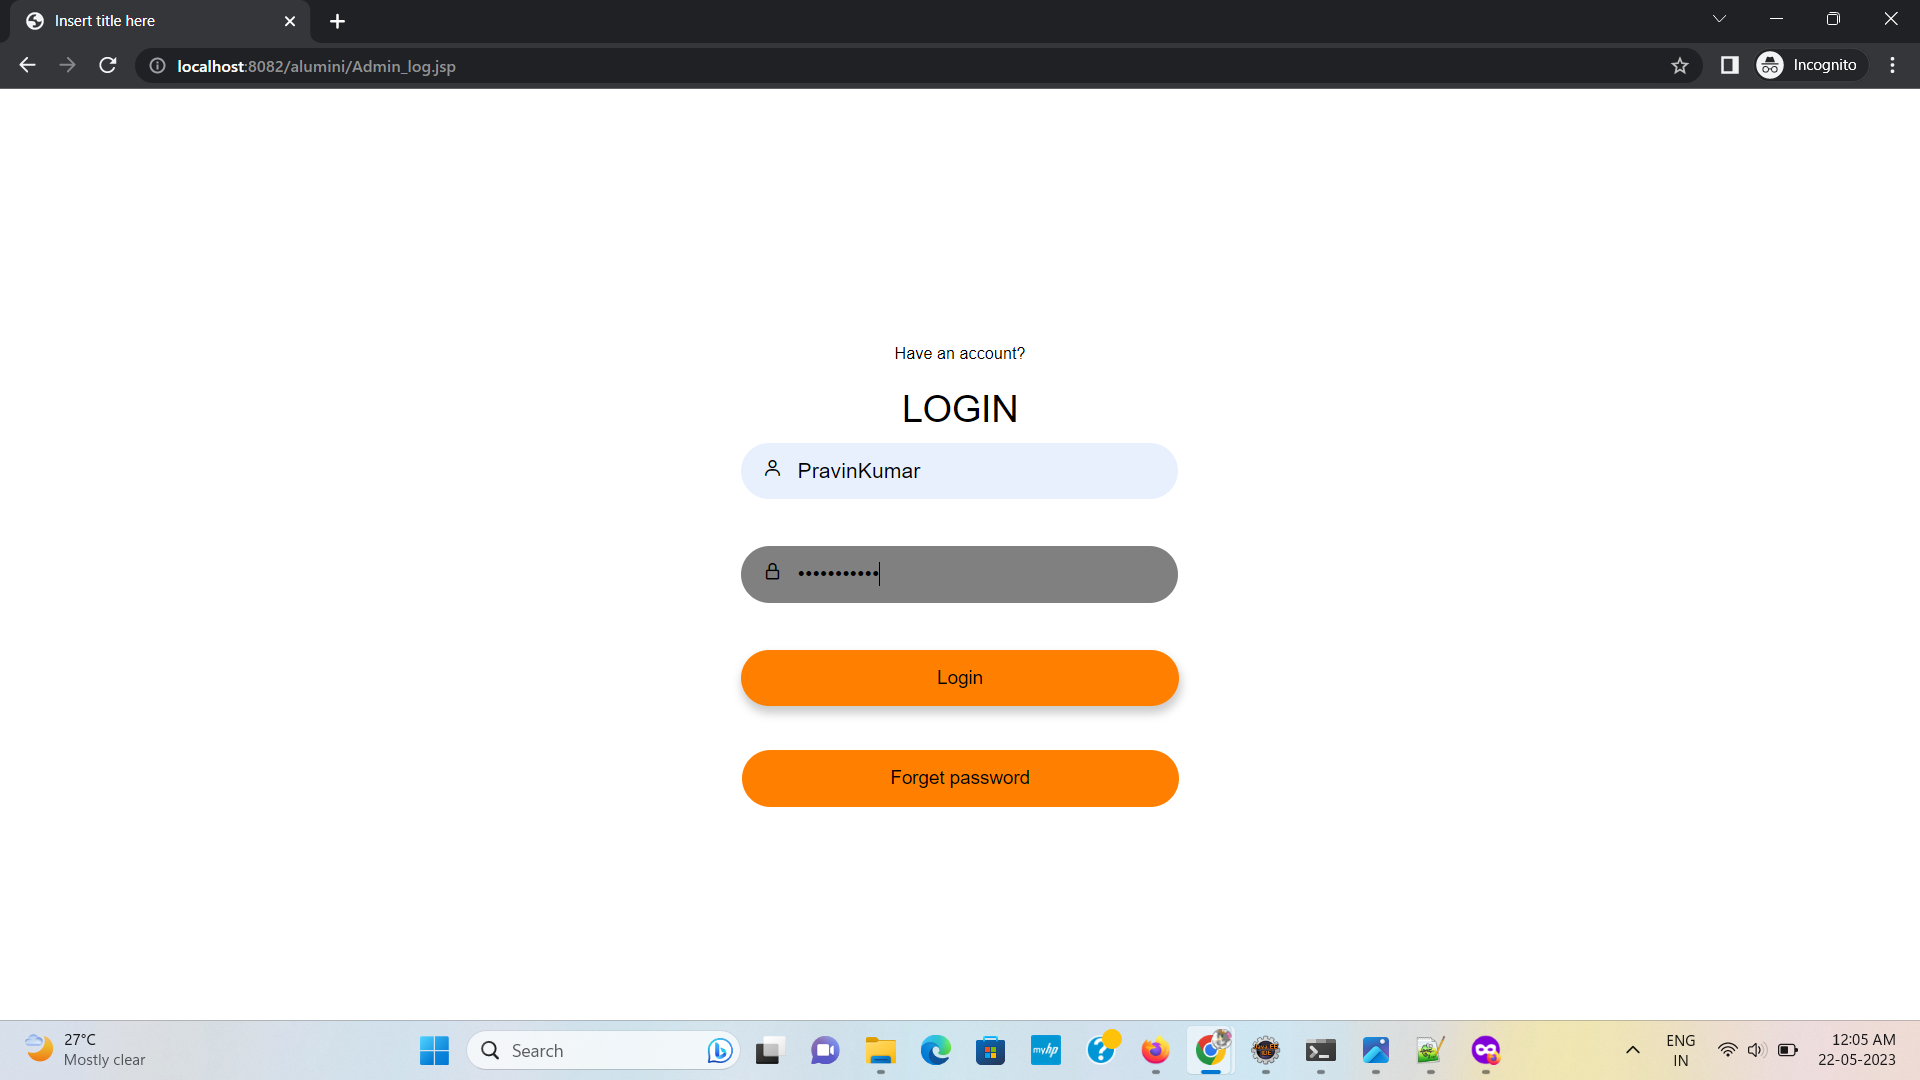 Insert title here
localhost:8082/alumini/Admin_log.jsp
Incognito
Have an account?
LOGIN
PravinKumar
•••••••••••
Login
Forget password
27°C
Mostly clear
Search
myhp
ENG
IN
12:05 AM
22-05-2023